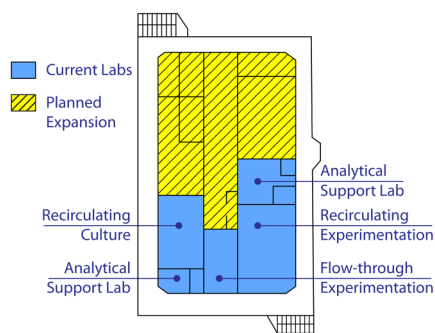 Current Labs
Planned
Expansion
Analytical
Support Lab
Recirculating
Culture
Recirculating
Experimentation
Analytical
Support Lab
Flow-through
Experimentation